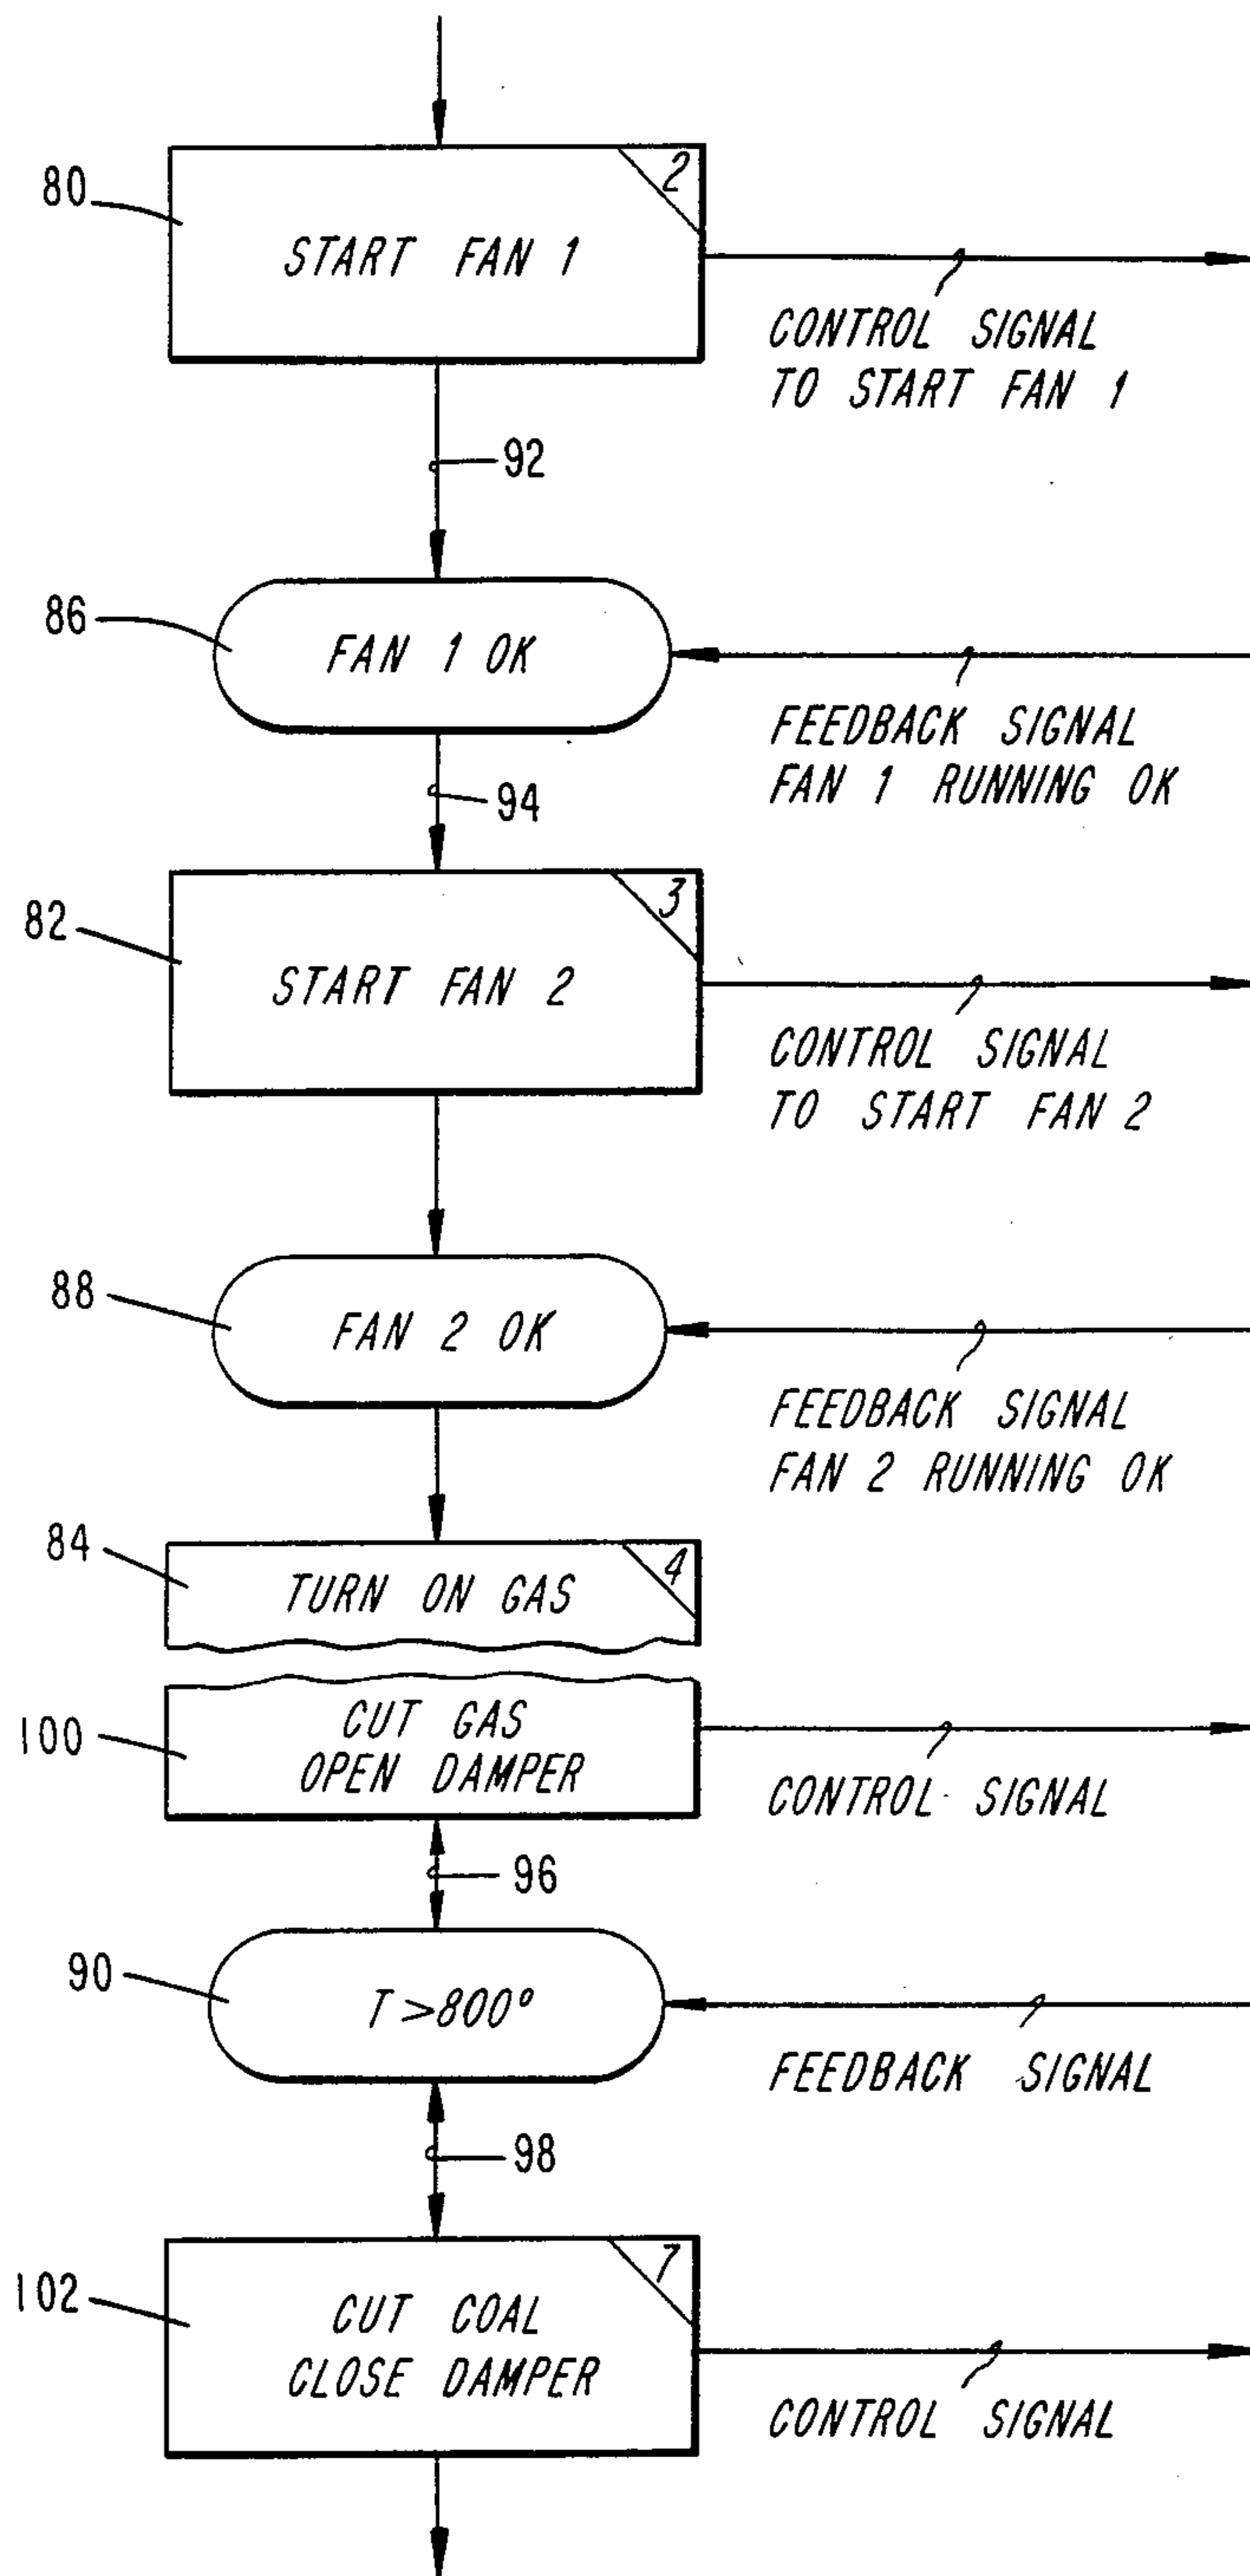 2
80
START FAN 1
CONTROL SIGNAL
TO START FAN 1
92
86
FAN 1 OK
FEEDBACK SIGNAL
FAN 1 RUNNING OK
94
3
82
START FAN 2
CONTROL SIGNAL
TO START FAN 2
88
FAN 2 OK
FEEDBACK SIGNAL
FAN 2 RUNNING OK
84
TURN ON GAS
4
100
CUT GAS
OPEN DAMPER
CONTROL SIGNAL
96
90
T>800°
FEEDBACK SIGNAL
98
7
102
CUT COAL
CLOSE DAMPER
CONTROL SIGNAL